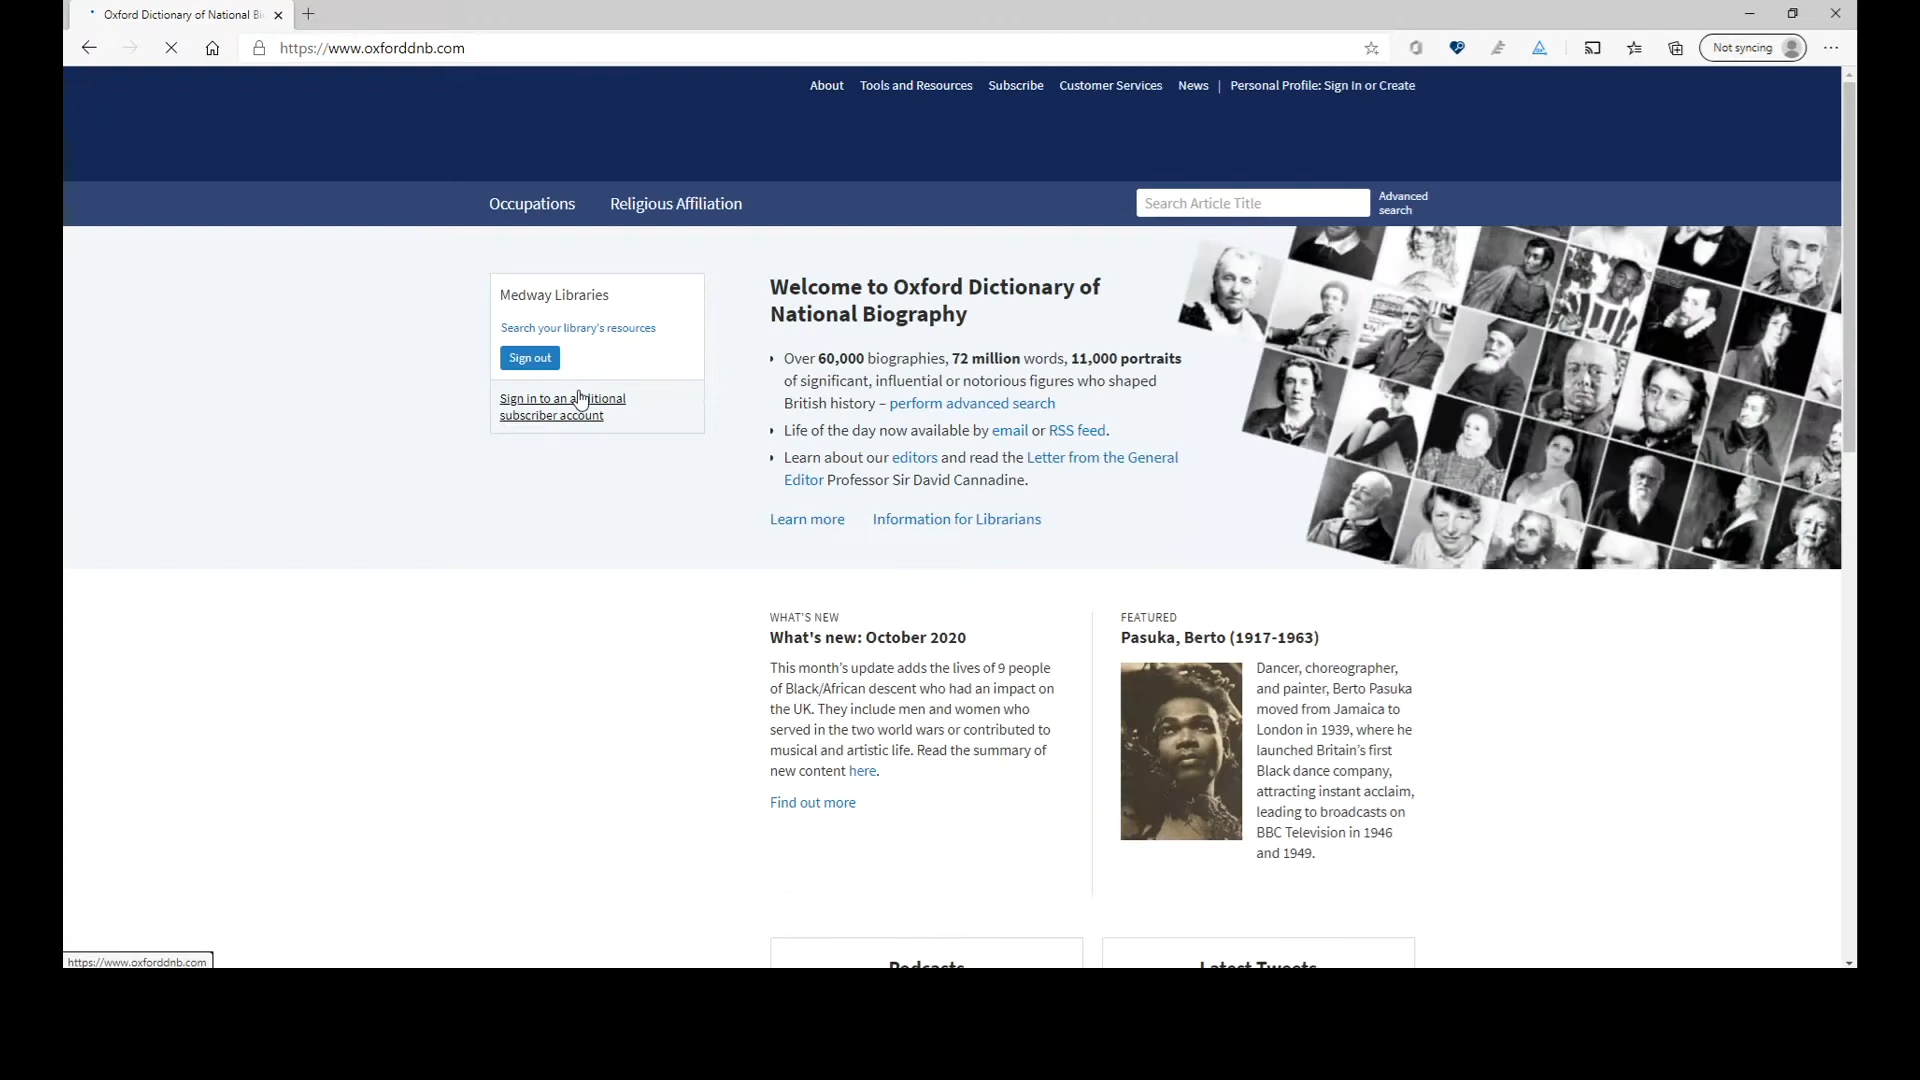 Oxford Dictionary of National Bi
https://www.oxforddnb.com
Not syncing
About Tools and Resources Subscribe Customer Services News | Personal Profile: Sign In or Create
Occupations Religious Affiliation
Search Article Title
Advanced
search
Medway Libraries
Search your library's resources
Sign out
Sign in to an additional
subscriber account
Welcome to Oxford Dictionary of
National Biography
Over 60,000 biographies, 72 million words, 11,000 portraits
of significant, influential or notorious figures who shaped
British history – perform advanced search
Life of the day now available by email or RSS feed.
Learn about our editors and read the Letter from the General
Editor Professor Sir David Cannadine.
Learn more Information for Librarians
WHAT'S NEW
What's new: October 2020
This month's update adds the lives of 9 people
of Black/African descent who had an impact on
the UK. They include men and women who
served in the two world wars or contributed to
musical and artistic life. Read the summary of
new content here.
Find out more
FEATURED
Pasuka, Berto (1917-1963)
Dancer, choreographer,
and painter, Berto Pasuka
moved from Jamaica to
London in 1939, where he
launched Britain's first
Black dance company,
attracting instant acclaim,
leading to broadcasts on
BBC Television in 1946
and 1949.
Podcasts
Latest Tweets
https://www.oxforddnb.com